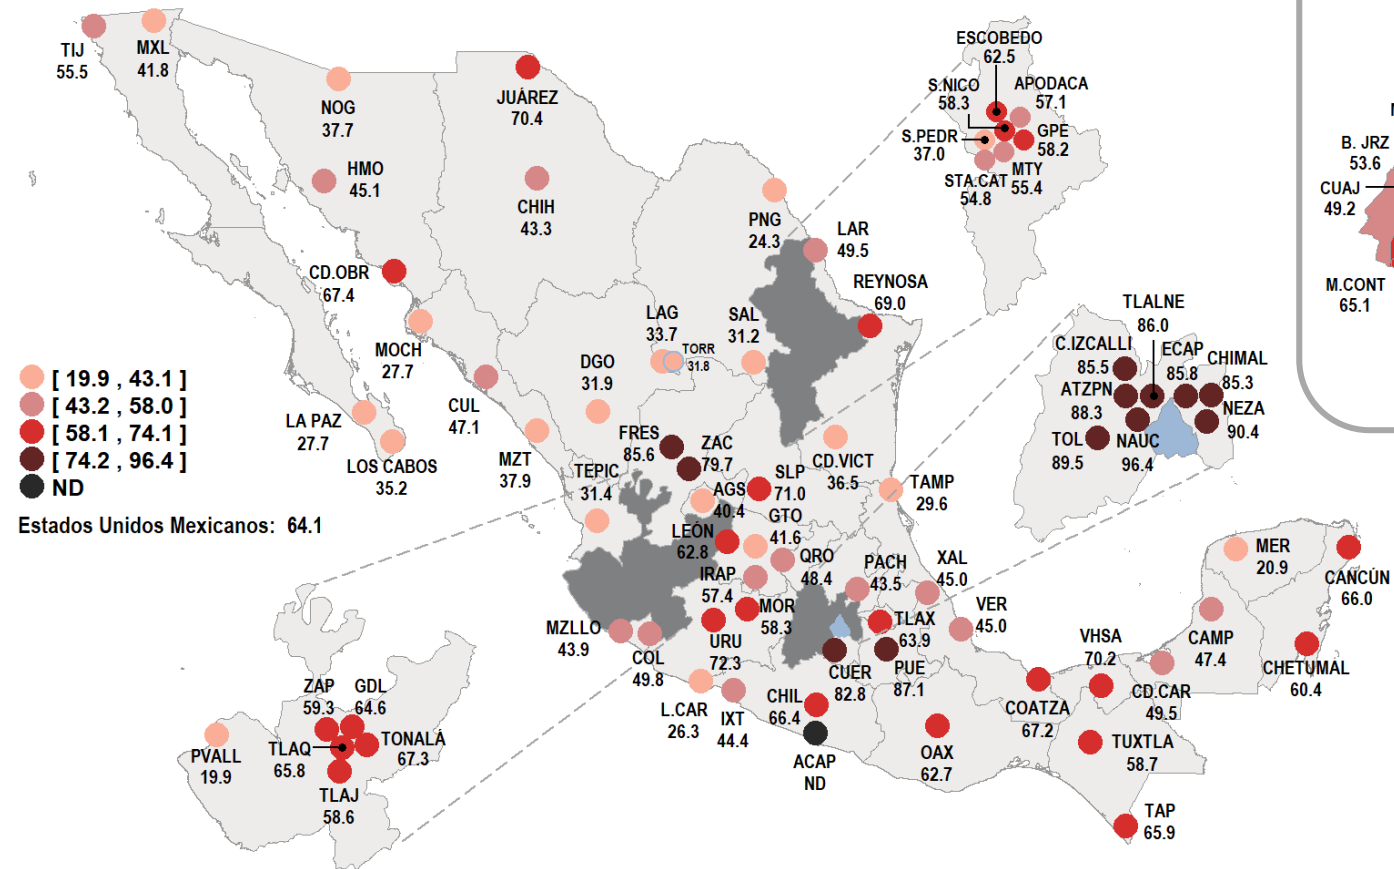 TIJ
55.5
MXL
41.8
NOG
37.7
HMO
45.1
JUÁREZ
70.4
CHIH
43.3
CD.OBR
67.4
MOCH
27.7
LA PAZ
27.7
LOS CABOS
35.2
CUL
47.1
MZT
37.9
DGO
31.9
LAG
33.7
TORR
31.8
SAL
31.2
PNG
24.3
LAR
49.5
REYNOSA
69.0
ESCOBEDO
62.5
S.NICO
58.3
APODACA
57.1
S.PEDR
37.0
GPE
58.2
MTY
55.4
STA.CAT
54.8
B. JRZ
53.6
CUAJ
49.2
M.CONT
65.1
TLALNE
86.0
C.IZCALLI
85.5
ECAP
85.8
CHIMAL
85.3
ATZPN
88.3
NEZA
90.4
TOL
89.5
NAUC
96.4
[ 19.9 , 43.1 ]
[ 43.2 , 58.0 ]
[ 58.1 , 74.1 ]
[ 74.2 , 96.4 ]
ND
Estados Unidos Mexicanos: 64.1
FRES
85.6
ZAC
79.7
TEPIC
31.4
AGS
40.4
SLP
71.0
CD.VICT
36.5
TAMP
29.6
LEÓN
62.8
GTO
41.6
IRAP
57.4
QRO
48.4
PACH
43.5
XAL
45.0
VER
45.0
MZLLO
43.9
COL
49.8
URU
72.3
MOR
58.3
TLAX
63.9
CUER
82.8
PUE
87.1
L.CAR
26.3
IXT
44.4
CHIL
66.4
ACAP
ND
OAX
62.7
COATZA
67.2
VHSA
70.2
CD.CAR
49.5
TUXTLA
58.7
TAP
65.9
MER
20.9
CANCÚN
66.0
CAMP
47.4
CHETUMAL
60.4
ZAP
59.3
GDL
64.6
PVALL
19.9
TLAQ
65.8
TONALÁ
67.3
TLAJ
58.6